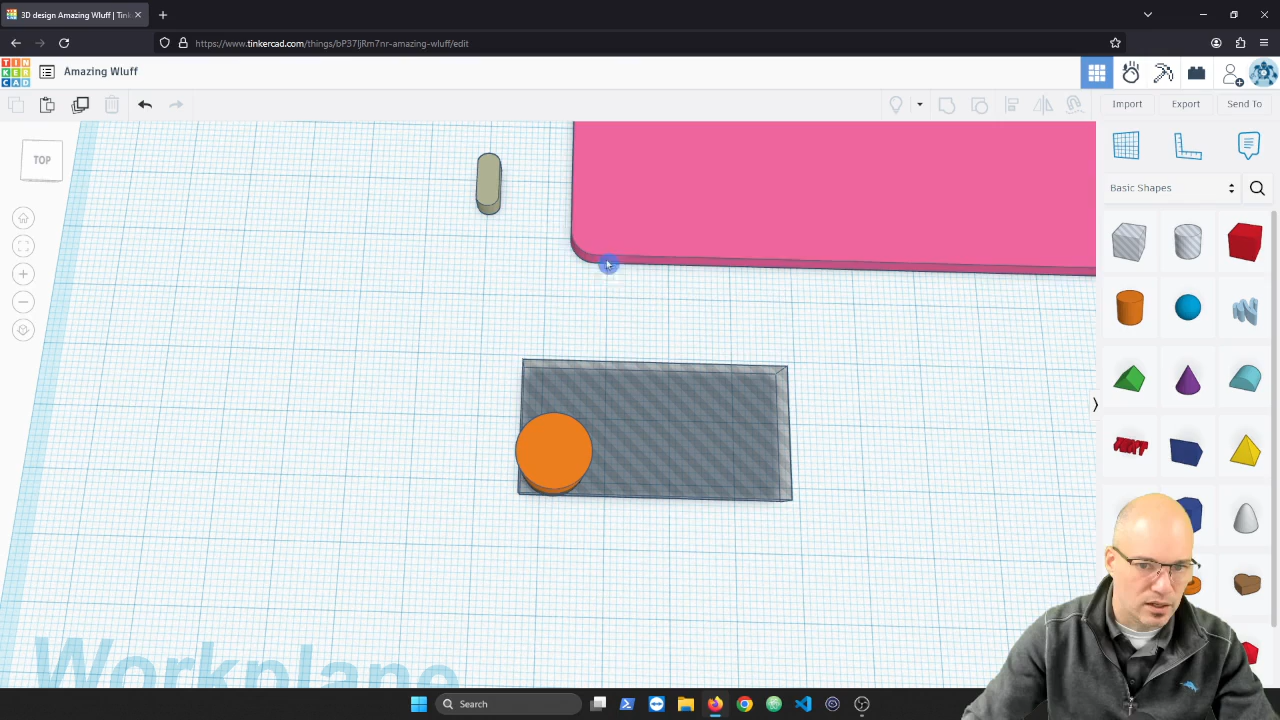 3D design Amazing Wluff | Tin
https://www.tinkercad.com/things/bP37IjRm7nr-amazing-wluff/edit
TIN
KER
CAD
Amazing Wluff
Import
Export
Send To
TOP
Basic Shapes
TEXT
Workplane
Search